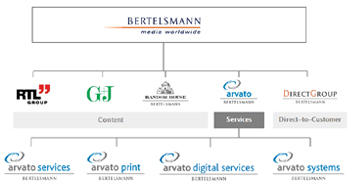 BERTELSMANN
media worldwide
RTL
GROUP
G+J
RANDOM HOUSE
BERTELSMANN
arvato
BERTELSMANN
DIRECTGROUP
BERTELSMANN
Content
Services
Direct-to-Customer
arvato services
BERTELSMANN
arvato print
BERTELSMANN
arvato digital services
BERTELSMANN
arvato systems
BERTELSMANN